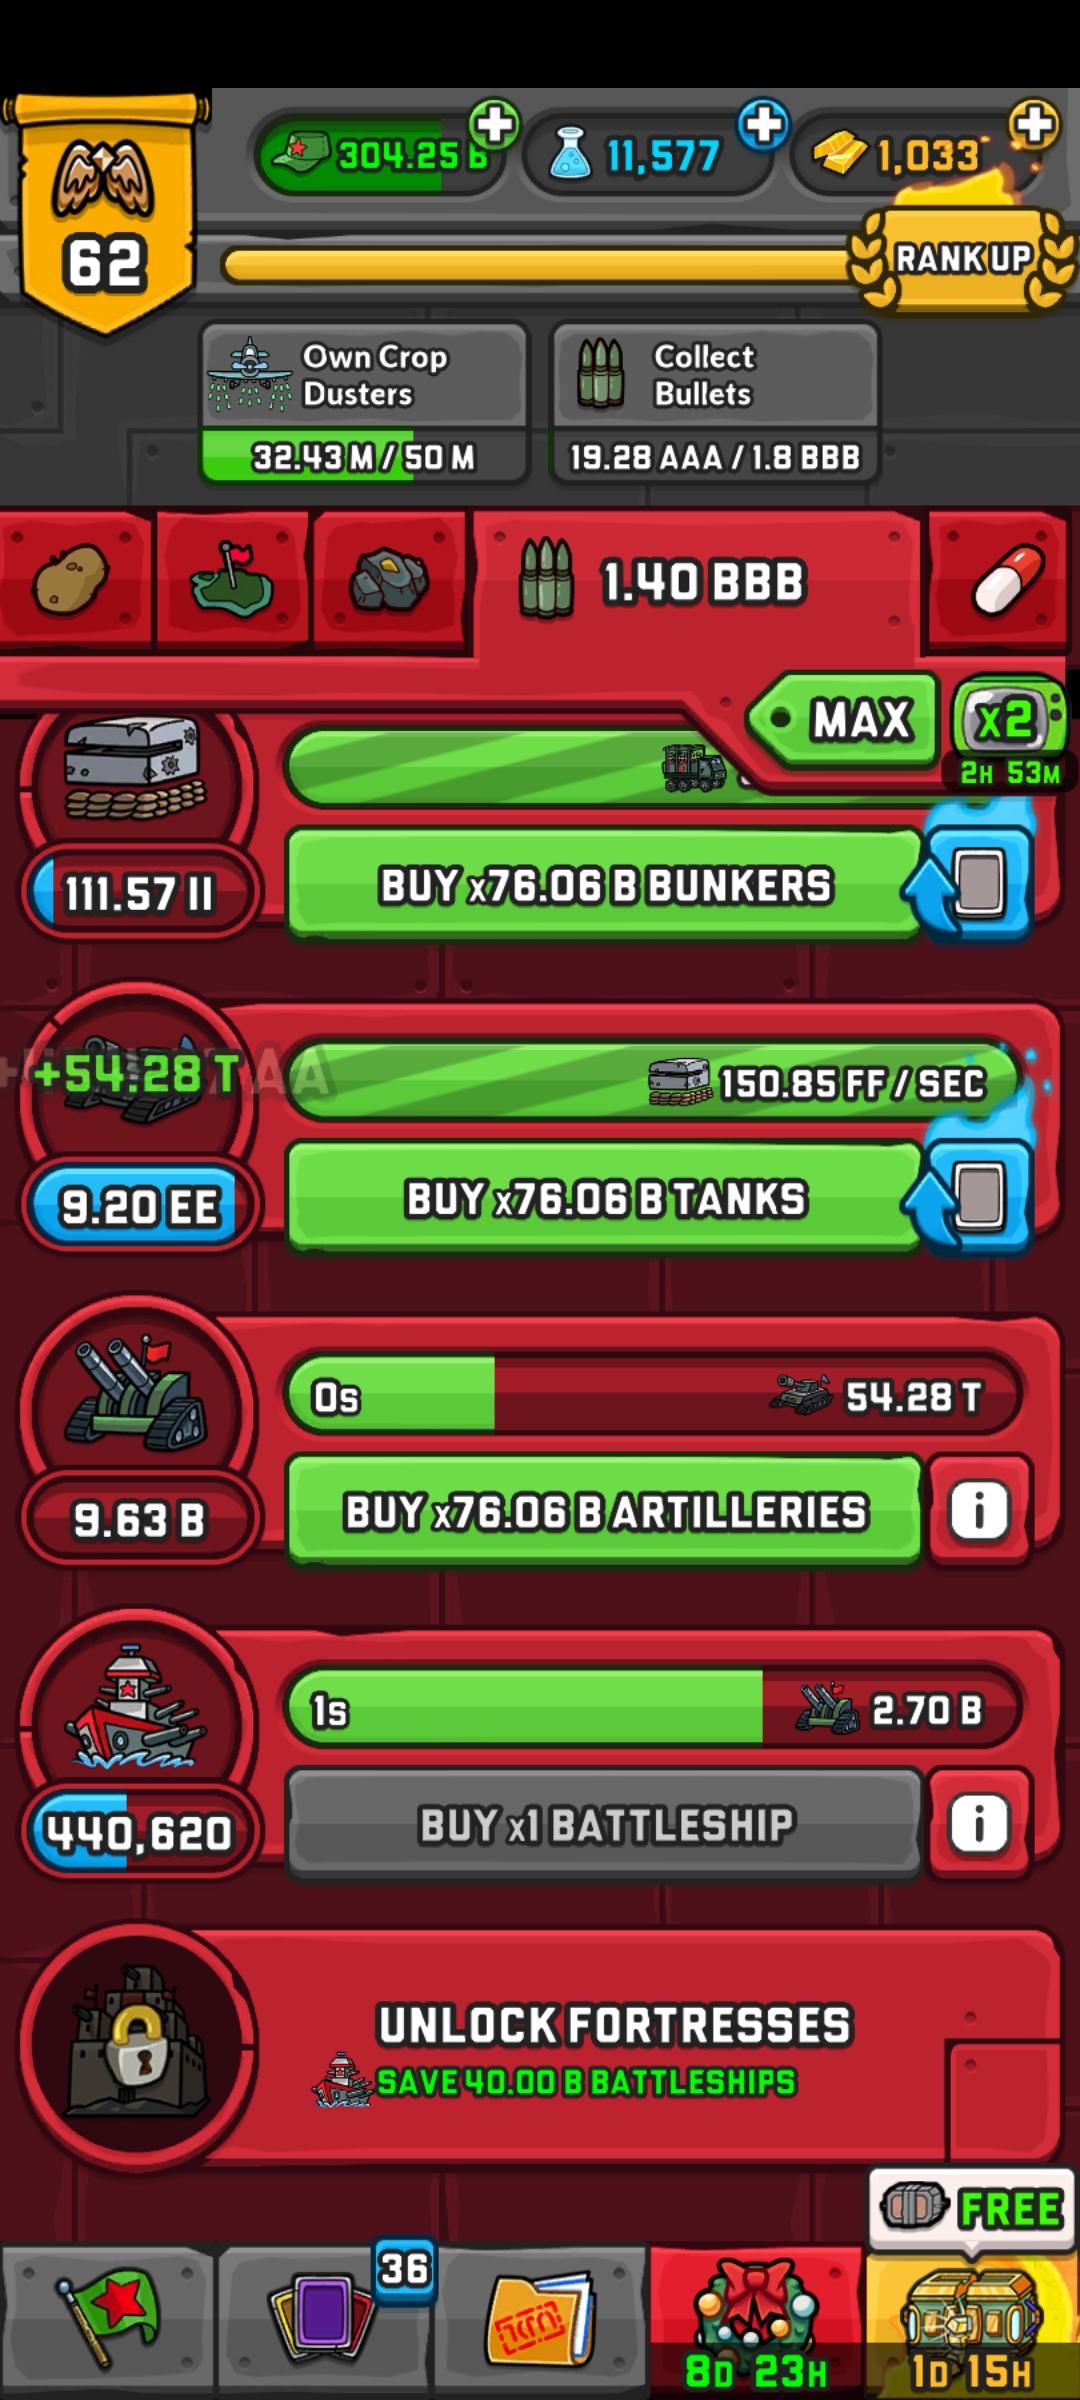 304.25 B
11,577
1,033
62
RANK UP
Own Crop
Dusters
32.43 M / 50 M
Collect
Bullets
19.28 AAA / 1.8 BBB
1.40 BBB
MAX
x2
2H 53M
111.57 II
BUY x76.06 B BUNKERS
+54.28 T
AA
150.85 FF / SEC
9.20 EE
BUY x76.06 B TANKS
0s
54.28 T
9.63 B
BUY x76.06 B ARTILLERIES
i
1s
2.70 B
440,620
BUY x1 BATTLESHIP
i
UNLOCK FORTRESSES
SAVE 40.00 B BATTLESHIPS
FREE
36
8D 23H
1D 15H